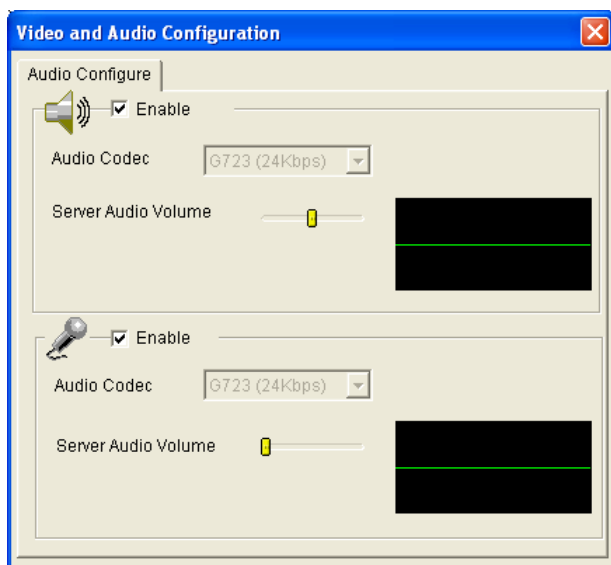 Video and Audio Configuration
Audio Configure
Enable
Audio Codec G723 (24Kbps)
Server Audio Volume
Enable
Audio Codec G723 (24Kbps)
Server Audio Volume